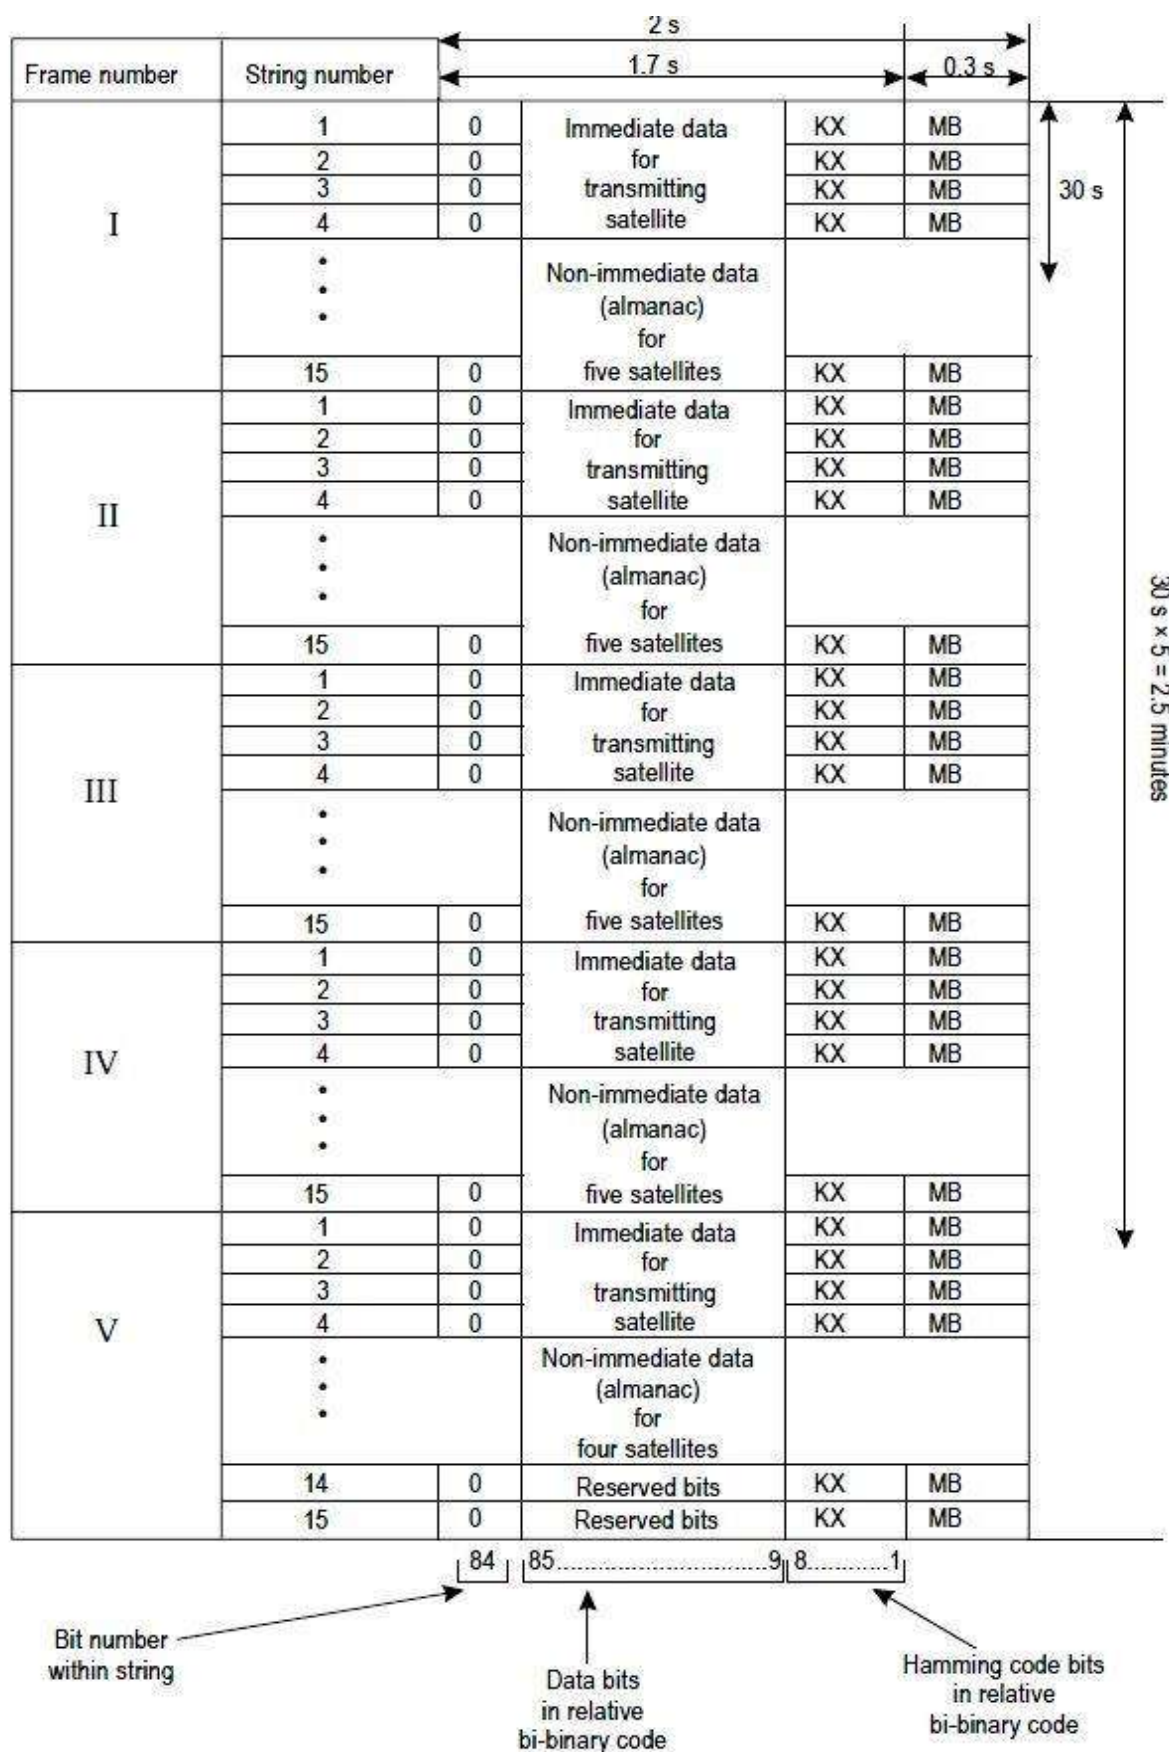 2 s
Frame number String number 1.7 s 0.3 s
1 0 Immediate data KX MB
2 0 for KX MB
3 0 transmitting KX MB 30 s
4 0 satellite KX MB
I
Non-immediate data
(almanac)
for
15 0 five satellites KX MB
1 0 Immediate data KX MB
2 0 for KX MB
3 0 transmitting KX MB
4 0 satellite KX MB
II
Non-immediate data
(almanac)
for
15 0 five satellites KX MB
30 s × 5 = 2.5 minutes
1 0 Immediate data KX MB
2 0 for KX MB
3 0 transmitting KX MB
4 0 satellite KX MB
III
Non-immediate data
(almanac)
for
15 0 five satellites KX MB
1 0 Immediate data KX MB
2 0 for KX MB
3 0 transmitting KX MB
4 0 satellite KX MB
IV
Non-immediate data
(almanac)
for
15 0 five satellites KX MB
1 0 Immediate data KX MB
2 0 for KX MB
3 0 transmitting KX MB
4 0 satellite KX MB
V
Non-immediate data
(almanac)
for
four satellites
14 0 Reserved bits KX MB
15 0 Reserved bits KX MB
84 85......................9 8............1
Bit number
within string
Data bits
in relative
bi-binary code
Hamming code bits
in relative
bi-binary code